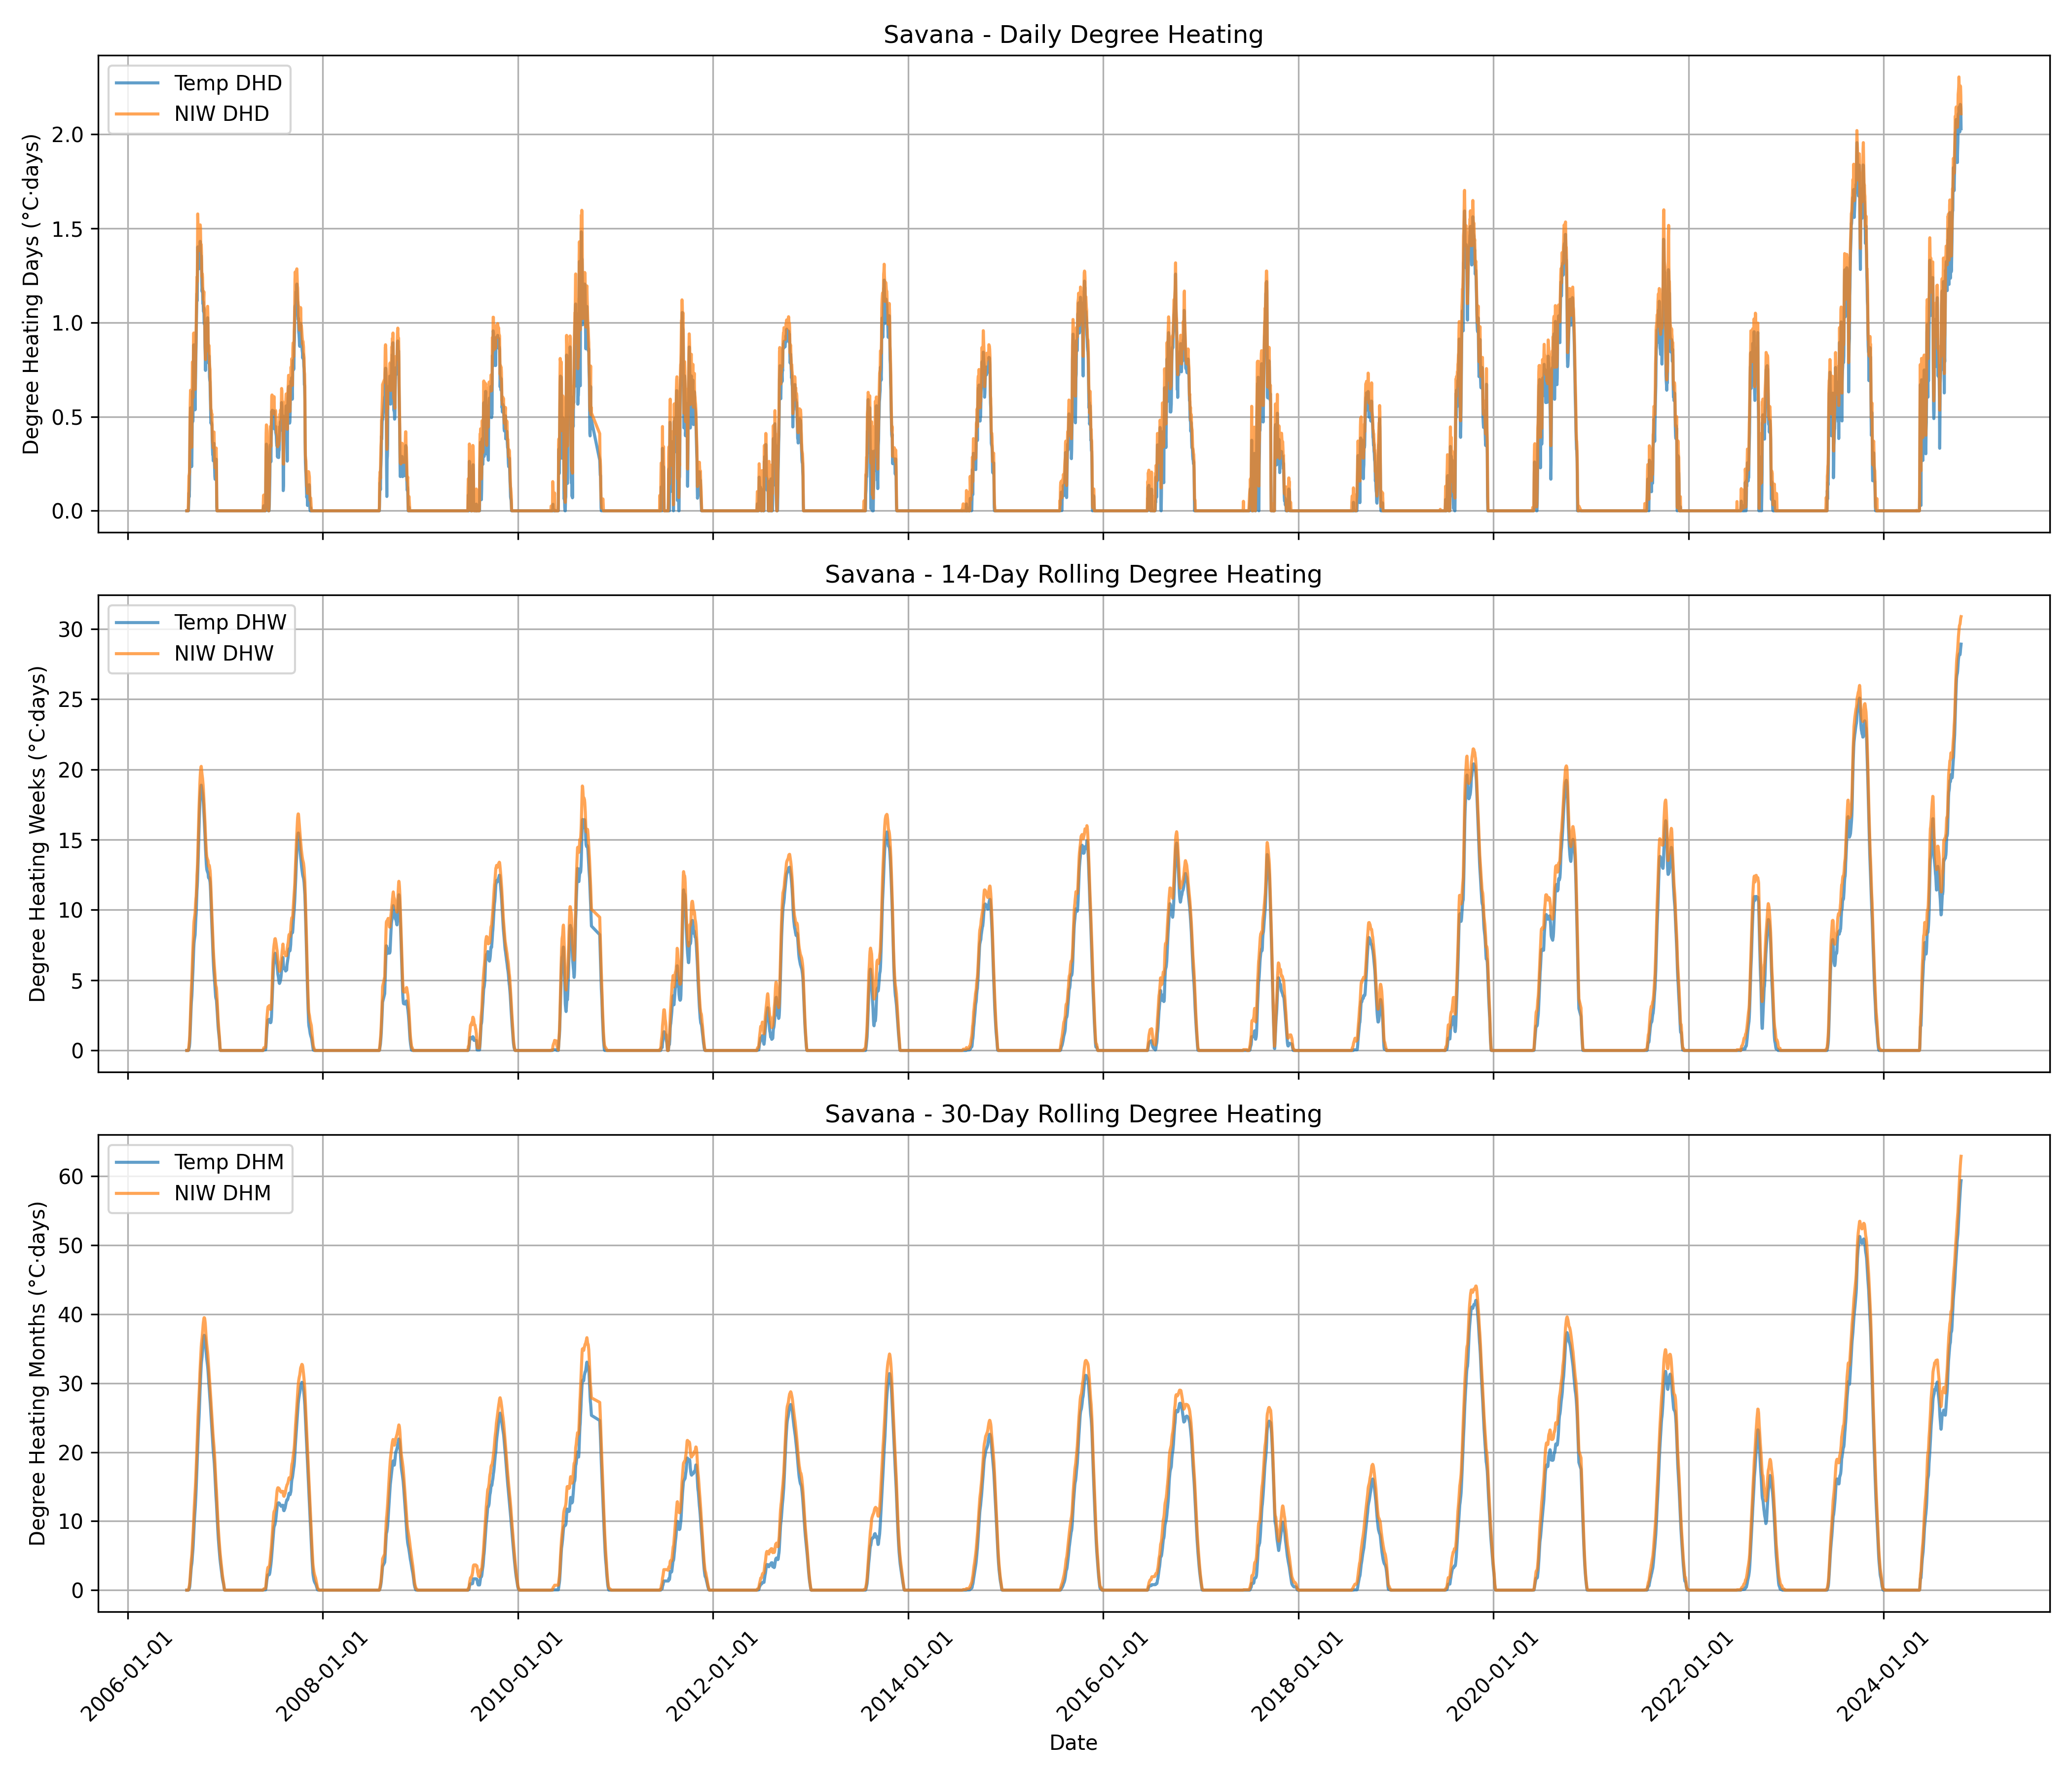 Savana - Daily Degree Heating
Temp DHD
NIW DHD
Degree Heating Days (°C·days)
2.0
1.5
1.0
0.5
0.0
Savana - 14-Day Rolling Degree Heating
Temp DHW
NIW DHW
Degree Heating Weeks (°C·days)
30
25
20
15
10
5
0
Savana - 30-Day Rolling Degree Heating
Temp DHM
NIW DHM
Degree Heating Months (°C·days)
60
50
40
30
20
10
0
2006-01-01
2008-01-01
2010-01-01
2012-01-01
2014-01-01
2016-01-01
2018-01-01
2020-01-01
2022-01-01
2024-01-01
Date